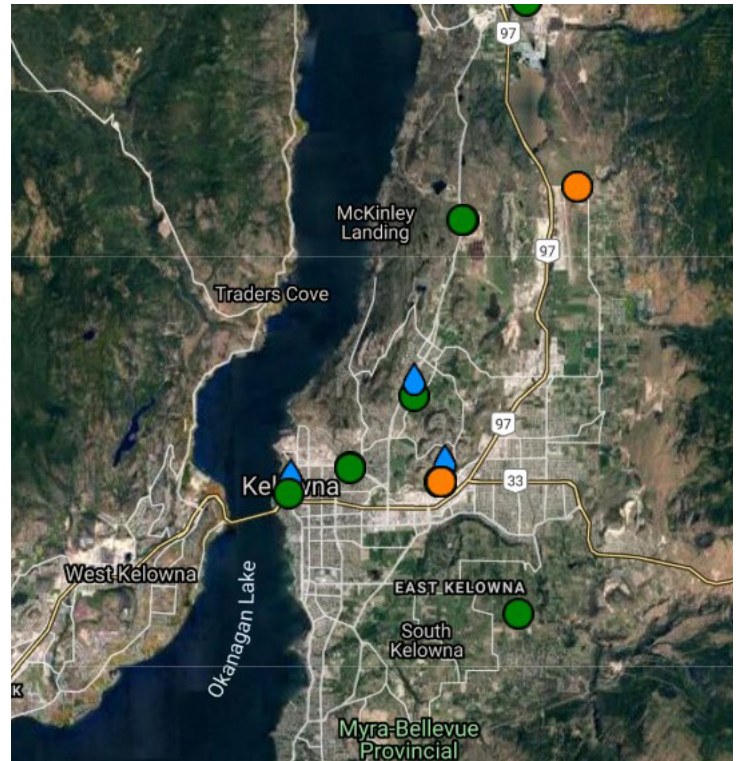 97
McKinley
Landing
97
Traders Cove
97
Kelowna
33
West Kelowna
EAST KELOWNA
South
Kelowna
Okanagan Lake
K
Myra-Bellevue
Provincial